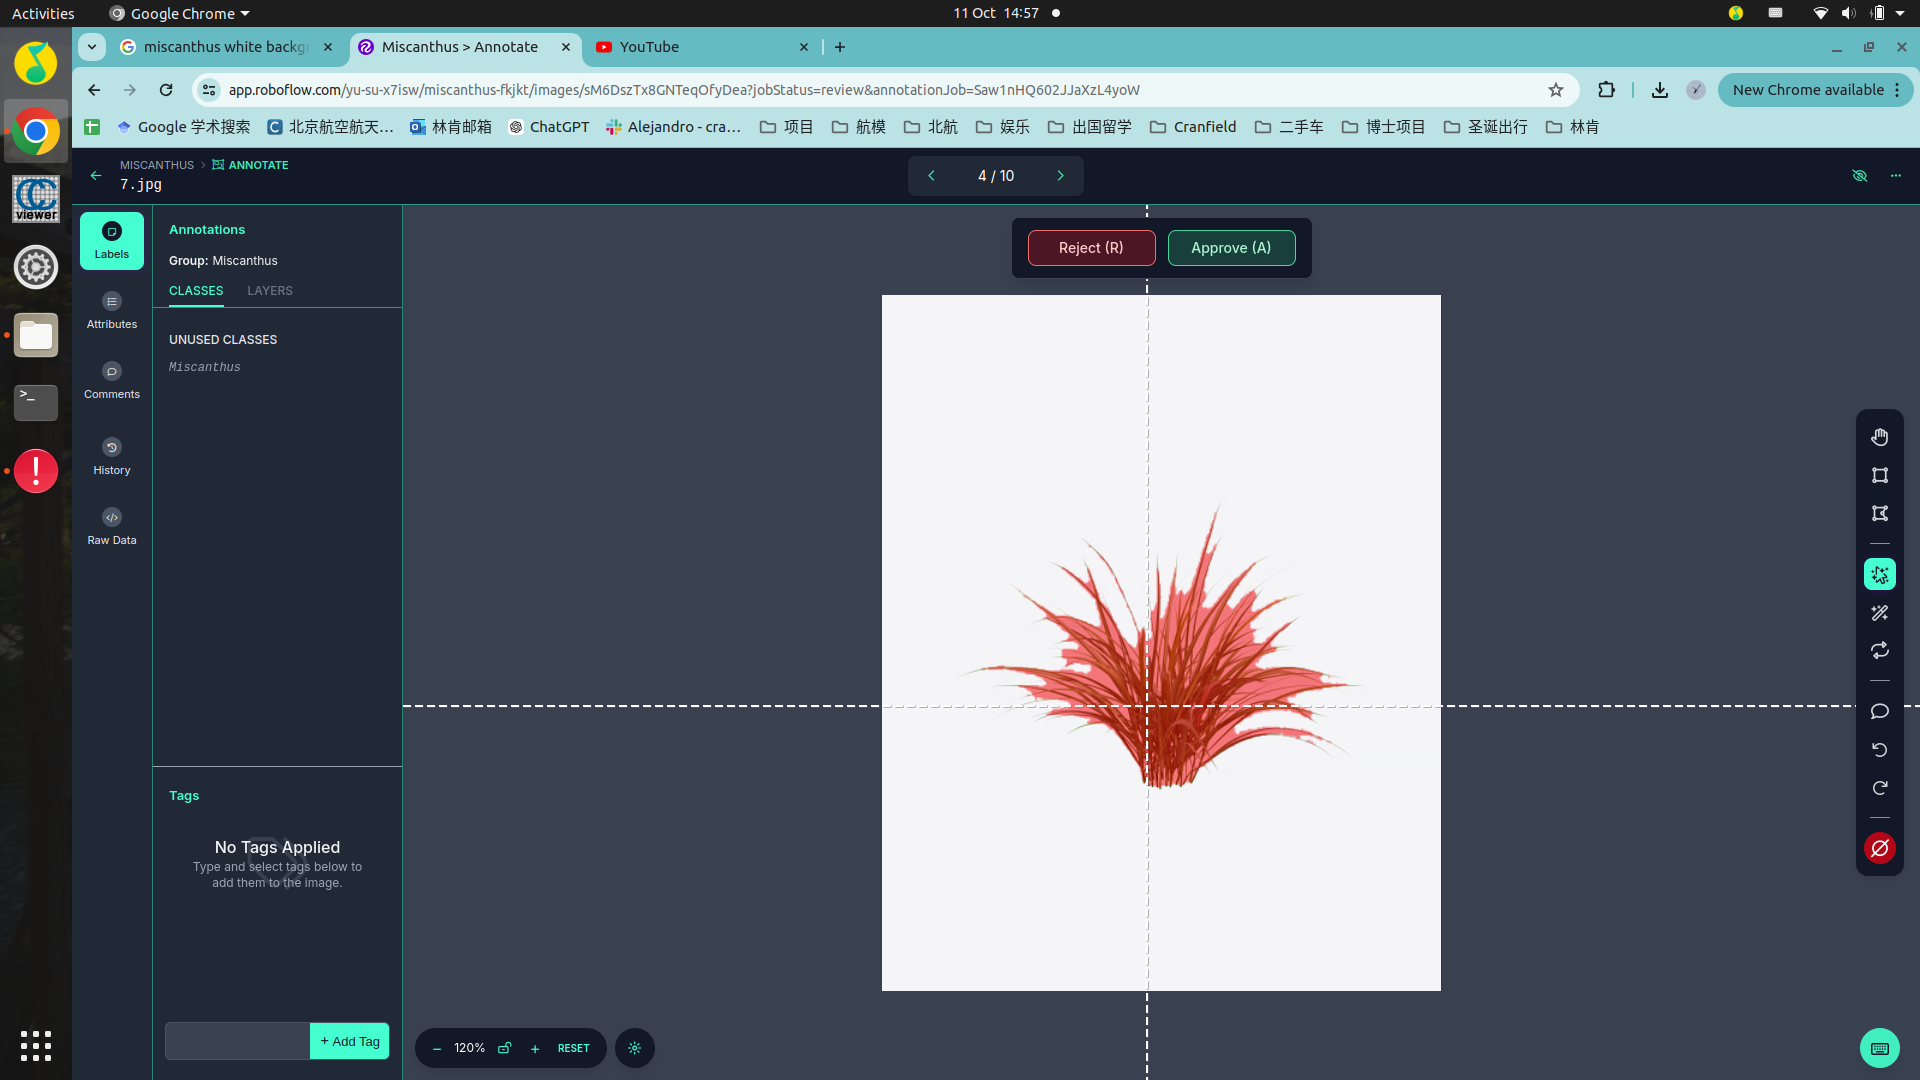 Activities
Google Chrome
11 Oct 14:57
miscanthus white backg
Miscanthus > Annotate
YouTube
app.roboflow.com/yu-su-x7isw/miscanthus-fkjkt/images/sM6DszTx8GNTeqOfyDea?jobStatus=review&annotationJob=Saw1nHQ602JJaXzL4yoW
New Chrome available
Google 学术搜索
北京航空航天...
林肯邮箱
ChatGPT
Alejandro - cra...
项目
航模
北航
娱乐
出国留学
Cranfield
二手车
博士项目
圣诞出行
林肯
MISCANTHUS > ANNOTATE
7.jpg
4 / 10
CC
viewer
Labels
Attributes
Comments
History
Raw Data
Annotations
Group: Miscanthus
CLASSES
LAYERS
UNUSED CLASSES
Miscanthus
Reject (R)
Approve (A)
Tags
No Tags Applied
Type and select tags below to
add them to the image.
+ Add Tag
120%
RESET